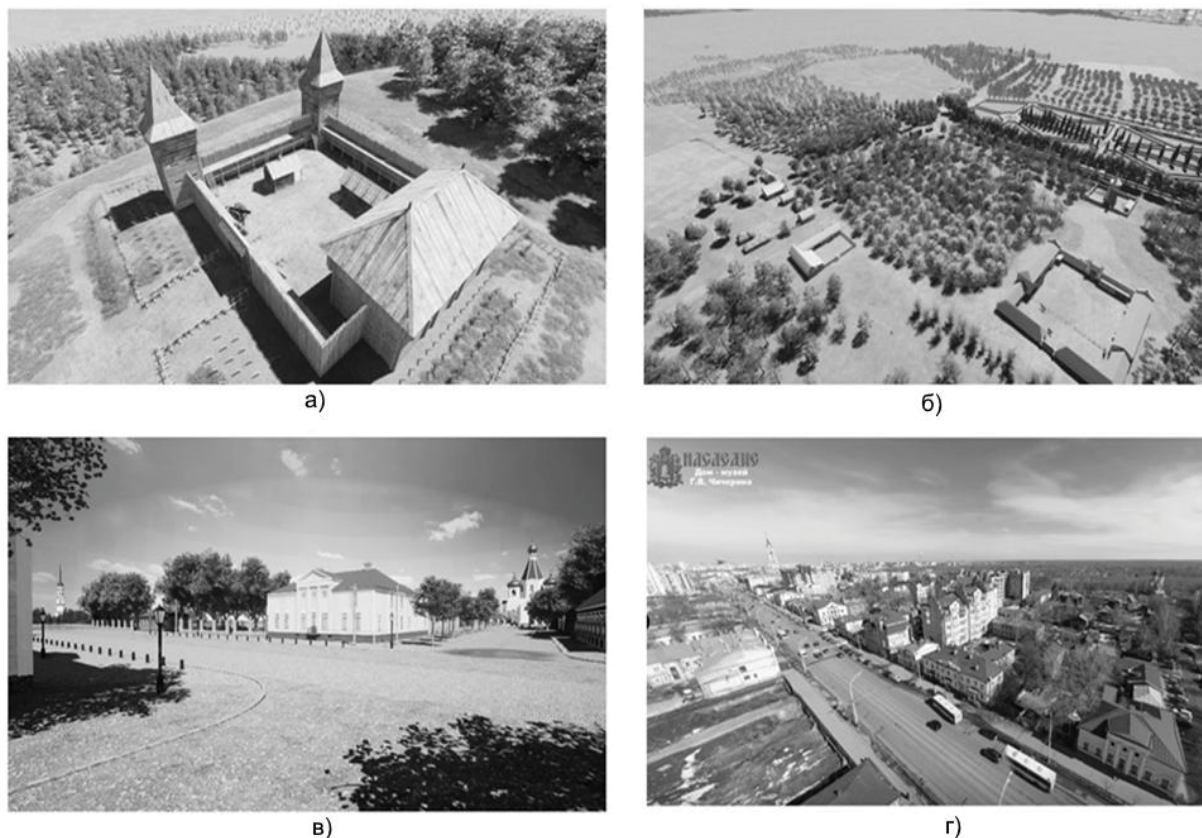 а)
б)
НАСЛЕДИЕ
Дом - музей
Г.В. Чичерина
в)
г)